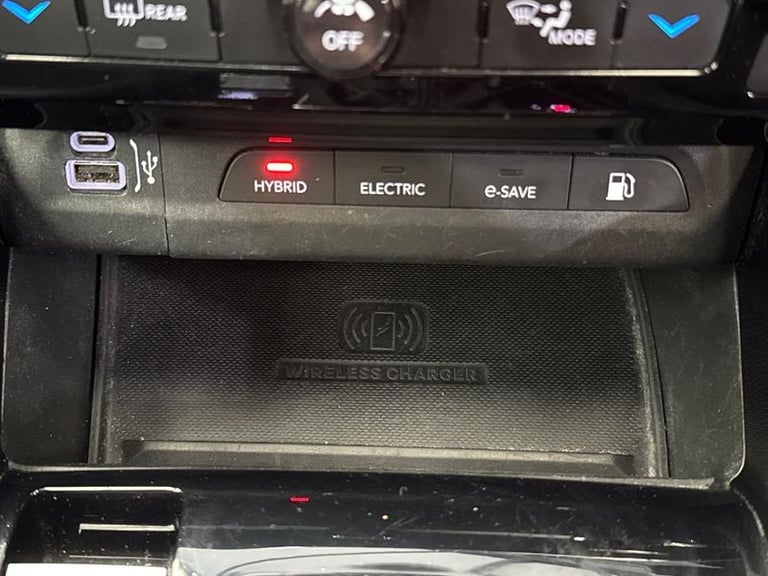 REAR
OFF
MODE
HYBRID
ELECTRIC
e-SAVE
WIRELESS CHARGER